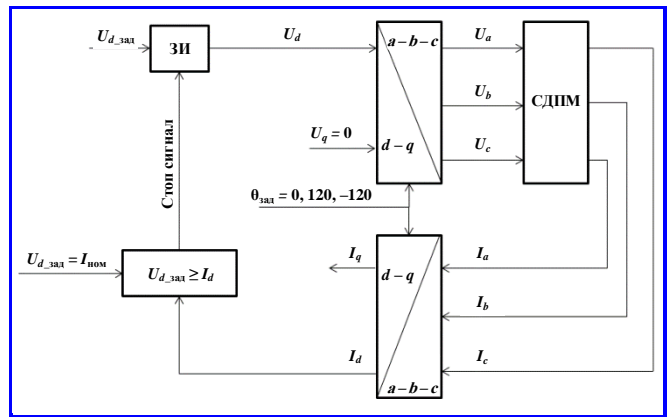 U_d_зад
ЗИ
U_d
a – b – c
U_a
U_b
СДПМ
U_q = 0
d – q
U_c
Стоп сигнал
θ_зад = 0, 120, –120
U_d_зад = I_ном
U_d_зад ≥ I_d
I_q
d – q
I_a
I_b
I_d
I_c
a – b – c